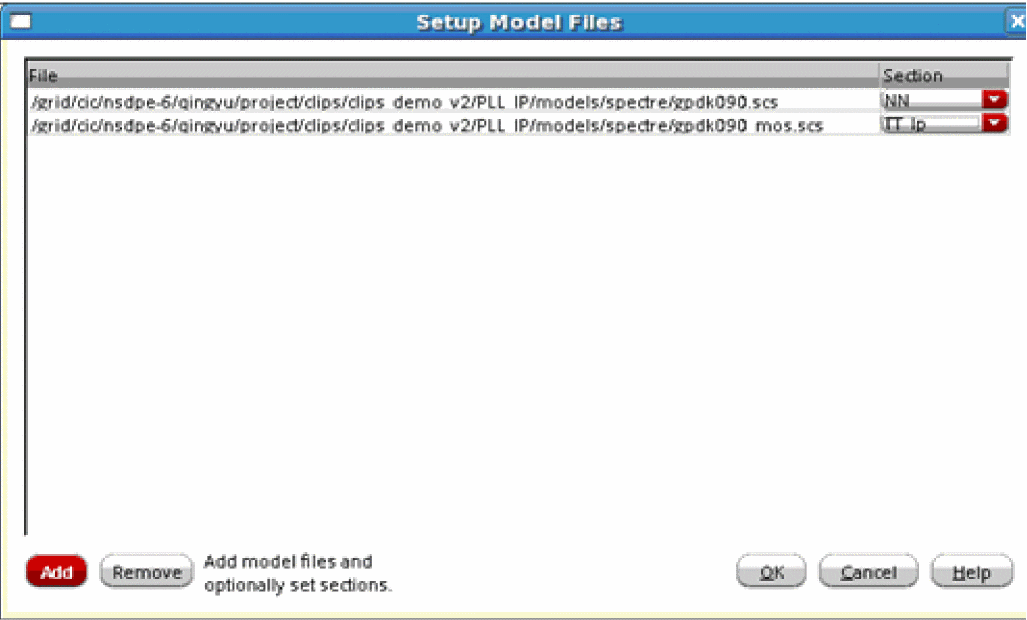 Setup Model Files
File Section
/grid/cic/nsdpe-6/qingyu/project/clips/clips_demo_v2/PLL_IP/models/spectre/gpdk090.scs NN
/grid/cic/nsdpe-6/qingyu/project/clips/clips_demo_v2/PLL_IP/models/spectre/gpdk090_mos.scs TT_lp
Add Remove Add model files and
optionally set sections.
OK Cancel Help